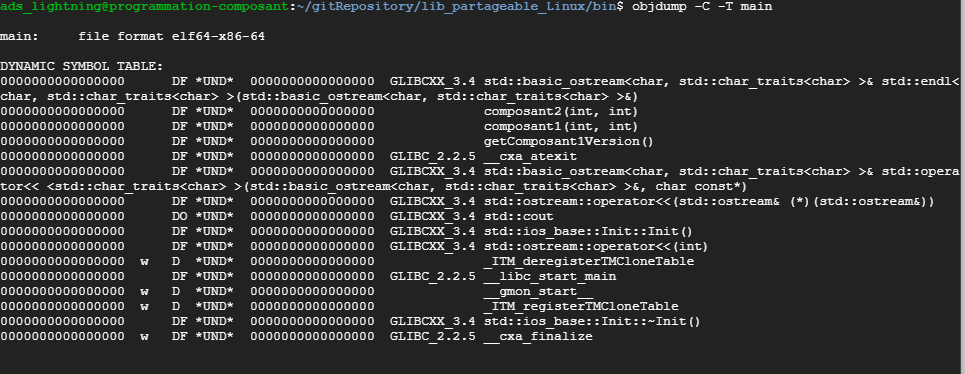 ads_lightning@programmation-composant:~/gitRepository/lib_partageable_Linux/bin$ objdump -C -T main
main:     file format elf64-x86-64
DYNAMIC SYMBOL TABLE:
0000000000000000      DF *UND*  0000000000000000  GLIBCXX_3.4 std::basic_ostream<char, std::char_traits<char> >& std::endl<
char, std::char_traits<char> >(std::basic_ostream<char, std::char_traits<char> >&)
0000000000000000      DF *UND*  0000000000000000              composant2(int, int)
0000000000000000      DF *UND*  0000000000000000              composant1(int, int)
0000000000000000      DF *UND*  0000000000000000              getComposant1Version()
0000000000000000      DF *UND*  0000000000000000  GLIBC_2.2.5 __cxa_atexit
0000000000000000      DF *UND*  0000000000000000  GLIBCXX_3.4 std::basic_ostream<char, std::char_traits<char> >& std::opera
tor<< <std::char_traits<char> >(std::basic_ostream<char, std::char_traits<char> >&, char const*)
0000000000000000      DF *UND*  0000000000000000  GLIBCXX_3.4 std::ostream::operator<<(std::ostream& (*)(std::ostream&))
0000000000000000      DO *UND*  0000000000000000  GLIBCXX_3.4 std::cout
0000000000000000      DF *UND*  0000000000000000  GLIBCXX_3.4 std::ios_base::Init::Init()
0000000000000000      DF *UND*  0000000000000000  GLIBCXX_3.4 std::ostream::operator<<(int)
0000000000000000  w   D  *UND*  0000000000000000              _ITM_deregisterTMCloneTable
0000000000000000      DF *UND*  0000000000000000  GLIBC_2.2.5 __libc_start_main
0000000000000000  w   D  *UND*  0000000000000000              __gmon_start__
0000000000000000  w   D  *UND*  0000000000000000              _ITM_registerTMCloneTable
0000000000000000      DF *UND*  0000000000000000  GLIBCXX_3.4 std::ios_base::Init::~Init()
0000000000000000  w   DF *UND*  0000000000000000  GLIBC_2.2.5 __cxa_finalize